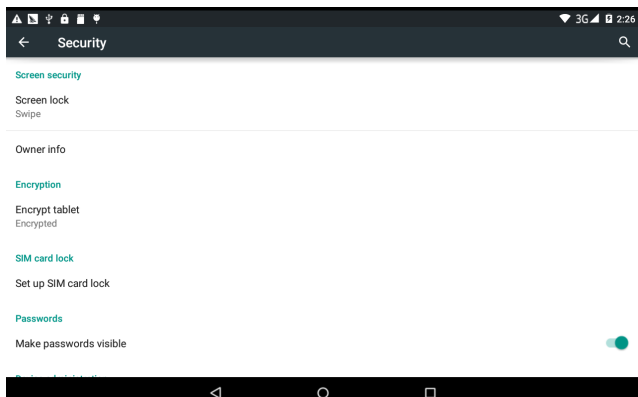 3G 2:26
Security
Screen security
Screen lock
Swipe
Owner info
Encryption
Encrypt tablet
Encrypted
SIM card lock
Set up SIM card lock
Passwords
Make passwords visible